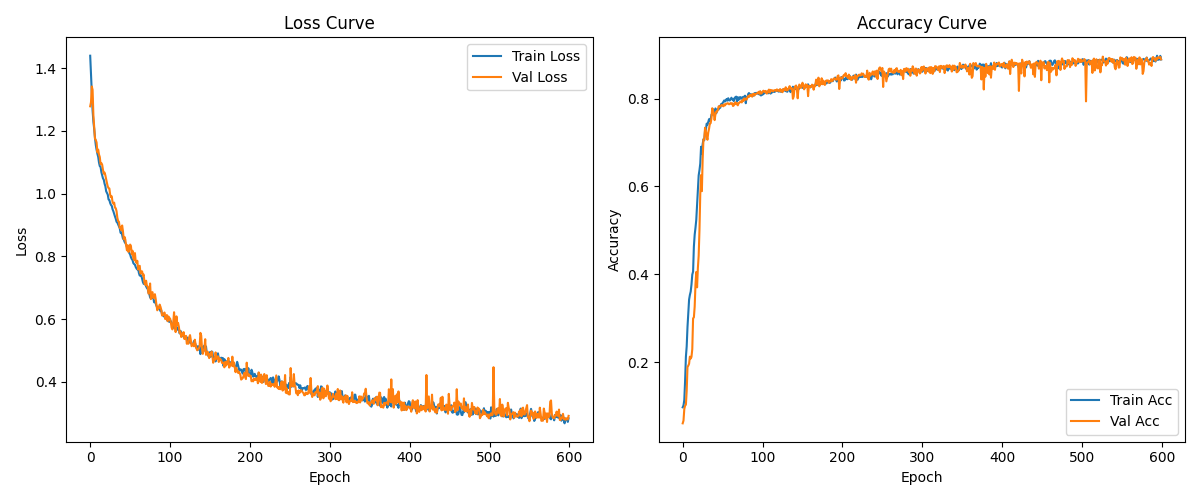 Loss Curve
Loss
1.4
1.2
1.0
0.8
0.6
0.4
0 100 200 300 400 500 600
Epoch
Train Loss
Val Loss
Accuracy Curve
Accuracy
0.8
0.6
0.4
0.2
0 100 200 300 400 500 600
Epoch
Train Acc
Val Acc